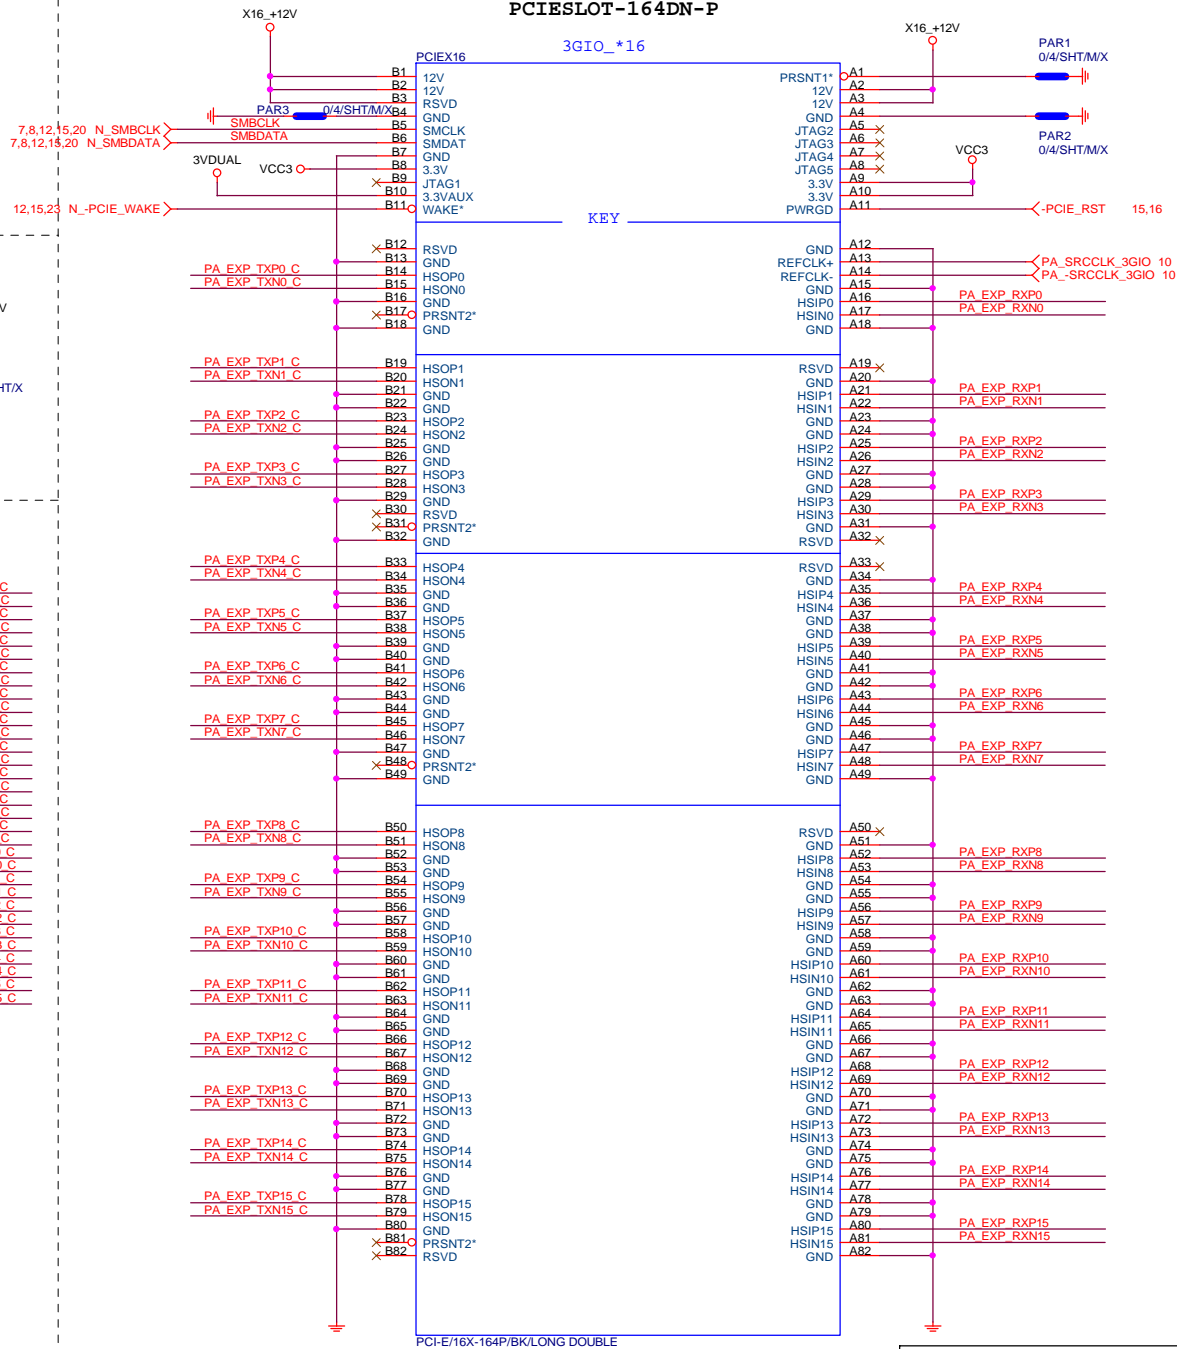 PCIESLOT-164DN-P
X16_+12V
X16_+12V
3GIO_*16
PCIEX16
PAR1
0/4/SHT/M/X
B1 12V PRSNT1* A1
B2 12V 12V A2
B3 RSVD 12V A3
PAR3 0/4/SHT/M/X B4 GND GND A4
7,8,12,15,20 N_SMBCLK SMBCLK B5 SMCLK JTAG2 A5
7,8,12,15,20 N_SMBDATA SMBDATA B6 SMDAT JTAG3 A6
PAR2
0/4/SHT/M/X
B7 GND JTAG4 A7
3VDUAL VCC3 B8 3.3V JTAG5 A8 VCC3
B9 JTAG1 3.3V A9
B10 3.3VAUX 3.3V A10
12,15,23 N_-PCIE_WAKE B11 WAKE* PWRGD A11 -PCIE_RST 15,16
KEY
B12 RSVD GND A12
B13 GND REFCLK+ A13 PA_SRCCLK_3GIO 10
PA_EXP_TXP0_C B14 HSOP0 REFCLK- A14 PA_-SRCCLK_3GIO 10
PA_EXP_TXN0_C B15 HSON0 GND A15
B16 GND HSIP0 A16 PA_EXP_RXP0
B17 PRSNT2* HSIN0 A17 PA_EXP_RXN0
B18 GND GND A18
PA_EXP_TXP1_C B19 HSOP1 RSVD A19
PA_EXP_TXN1_C B20 HSON1 GND A20
B21 GND HSIP1 A21 PA_EXP_RXP1
B22 GND HSIN1 A22 PA_EXP_RXN1
PA_EXP_TXP2_C B23 HSOP2 GND A23
PA_EXP_TXN2_C B24 HSON2 GND A24
B25 GND HSIP2 A25 PA_EXP_RXP2
B26 GND HSIN2 A26 PA_EXP_RXN2
PA_EXP_TXP3_C B27 HSOP3 GND A27
PA_EXP_TXN3_C B28 HSON3 GND A28
B29 GND HSIP3 A29 PA_EXP_RXP3
B30 RSVD HSIN3 A30 PA_EXP_RXN3
B31 PRSNT2* GND A31
B32 GND RSVD A32
PA_EXP_TXP4_C B33 HSOP4 RSVD A33
PA_EXP_TXN4_C B34 HSON4 GND A34
B35 GND HSIP4 A35 PA_EXP_RXP4
B36 GND HSIN4 A36 PA_EXP_RXN4
PA_EXP_TXP5_C B37 HSOP5 GND A37
PA_EXP_TXN5_C B38 HSON5 GND A38
B39 GND HSIP5 A39 PA_EXP_RXP5
B40 GND HSIN5 A40 PA_EXP_RXN5
PA_EXP_TXP6_C B41 HSOP6 GND A41
PA_EXP_TXN6_C B42 HSON6 GND A42
B43 GND HSIP6 A43 PA_EXP_RXP6
B44 GND HSIN6 A44 PA_EXP_RXN6
PA_EXP_TXP7_C B45 HSOP7 GND A45
PA_EXP_TXN7_C B46 HSON7 GND A46
B47 GND HSIP7 A47 PA_EXP_RXP7
B48 PRSNT2* HSIN7 A48 PA_EXP_RXN7
B49 GND GND A49
PA_EXP_TXP8_C B50 HSOP8 RSVD A50
PA_EXP_TXN8_C B51 HSON8 GND A51
B52 GND HSIP8 A52 PA_EXP_RXP8
B53 GND HSIN8 A53 PA_EXP_RXN8
PA_EXP_TXP9_C B54 HSOP9 GND A54
PA_EXP_TXN9_C B55 HSON9 GND A55
B56 GND HSIP9 A56 PA_EXP_RXP9
B57 GND HSIN9 A57 PA_EXP_RXN9
PA_EXP_TXP10_C B58 HSOP10 GND A58
PA_EXP_TXN10_C B59 HSON10 GND A59
B60 GND HSIP10 A60 PA_EXP_RXP10
B61 GND HSIN10 A61 PA_EXP_RXN10
PA_EXP_TXP11_C B62 HSOP11 GND A62
PA_EXP_TXN11_C B63 HSON11 GND A63
B64 GND HSIP11 A64 PA_EXP_RXP11
B65 GND HSIN11 A65 PA_EXP_RXN11
PA_EXP_TXP12_C B66 HSOP12 GND A66
PA_EXP_TXN12_C B67 HSON12 GND A67
B68 GND HSIP12 A68 PA_EXP_RXP12
B69 GND HSIN12 A69 PA_EXP_RXN12
PA_EXP_TXP13_C B70 HSOP13 GND A70
PA_EXP_TXN13_C B71 HSON13 GND A71
B72 GND HSIP13 A72 PA_EXP_RXP13
B73 GND HSIN13 A73 PA_EXP_RXN13
PA_EXP_TXP14_C B74 HSOP14 GND A74
PA_EXP_TXN14_C B75 HSON14 GND A75
B76 GND HSIP14 A76 PA_EXP_RXP14
B77 GND HSIN14 A77 PA_EXP_RXN14
PA_EXP_TXP15_C B78 HSOP15 GND A78
PA_EXP_TXN15_C B79 HSON15 GND A79
B80 GND HSIP15 A80 PA_EXP_RXP15
B81 PRSNT2* HSIN15 A81 PA_EXP_RXN15
B82 RSVD GND A82
PCI-E/16X-164P/BK/LONG DOUBLE